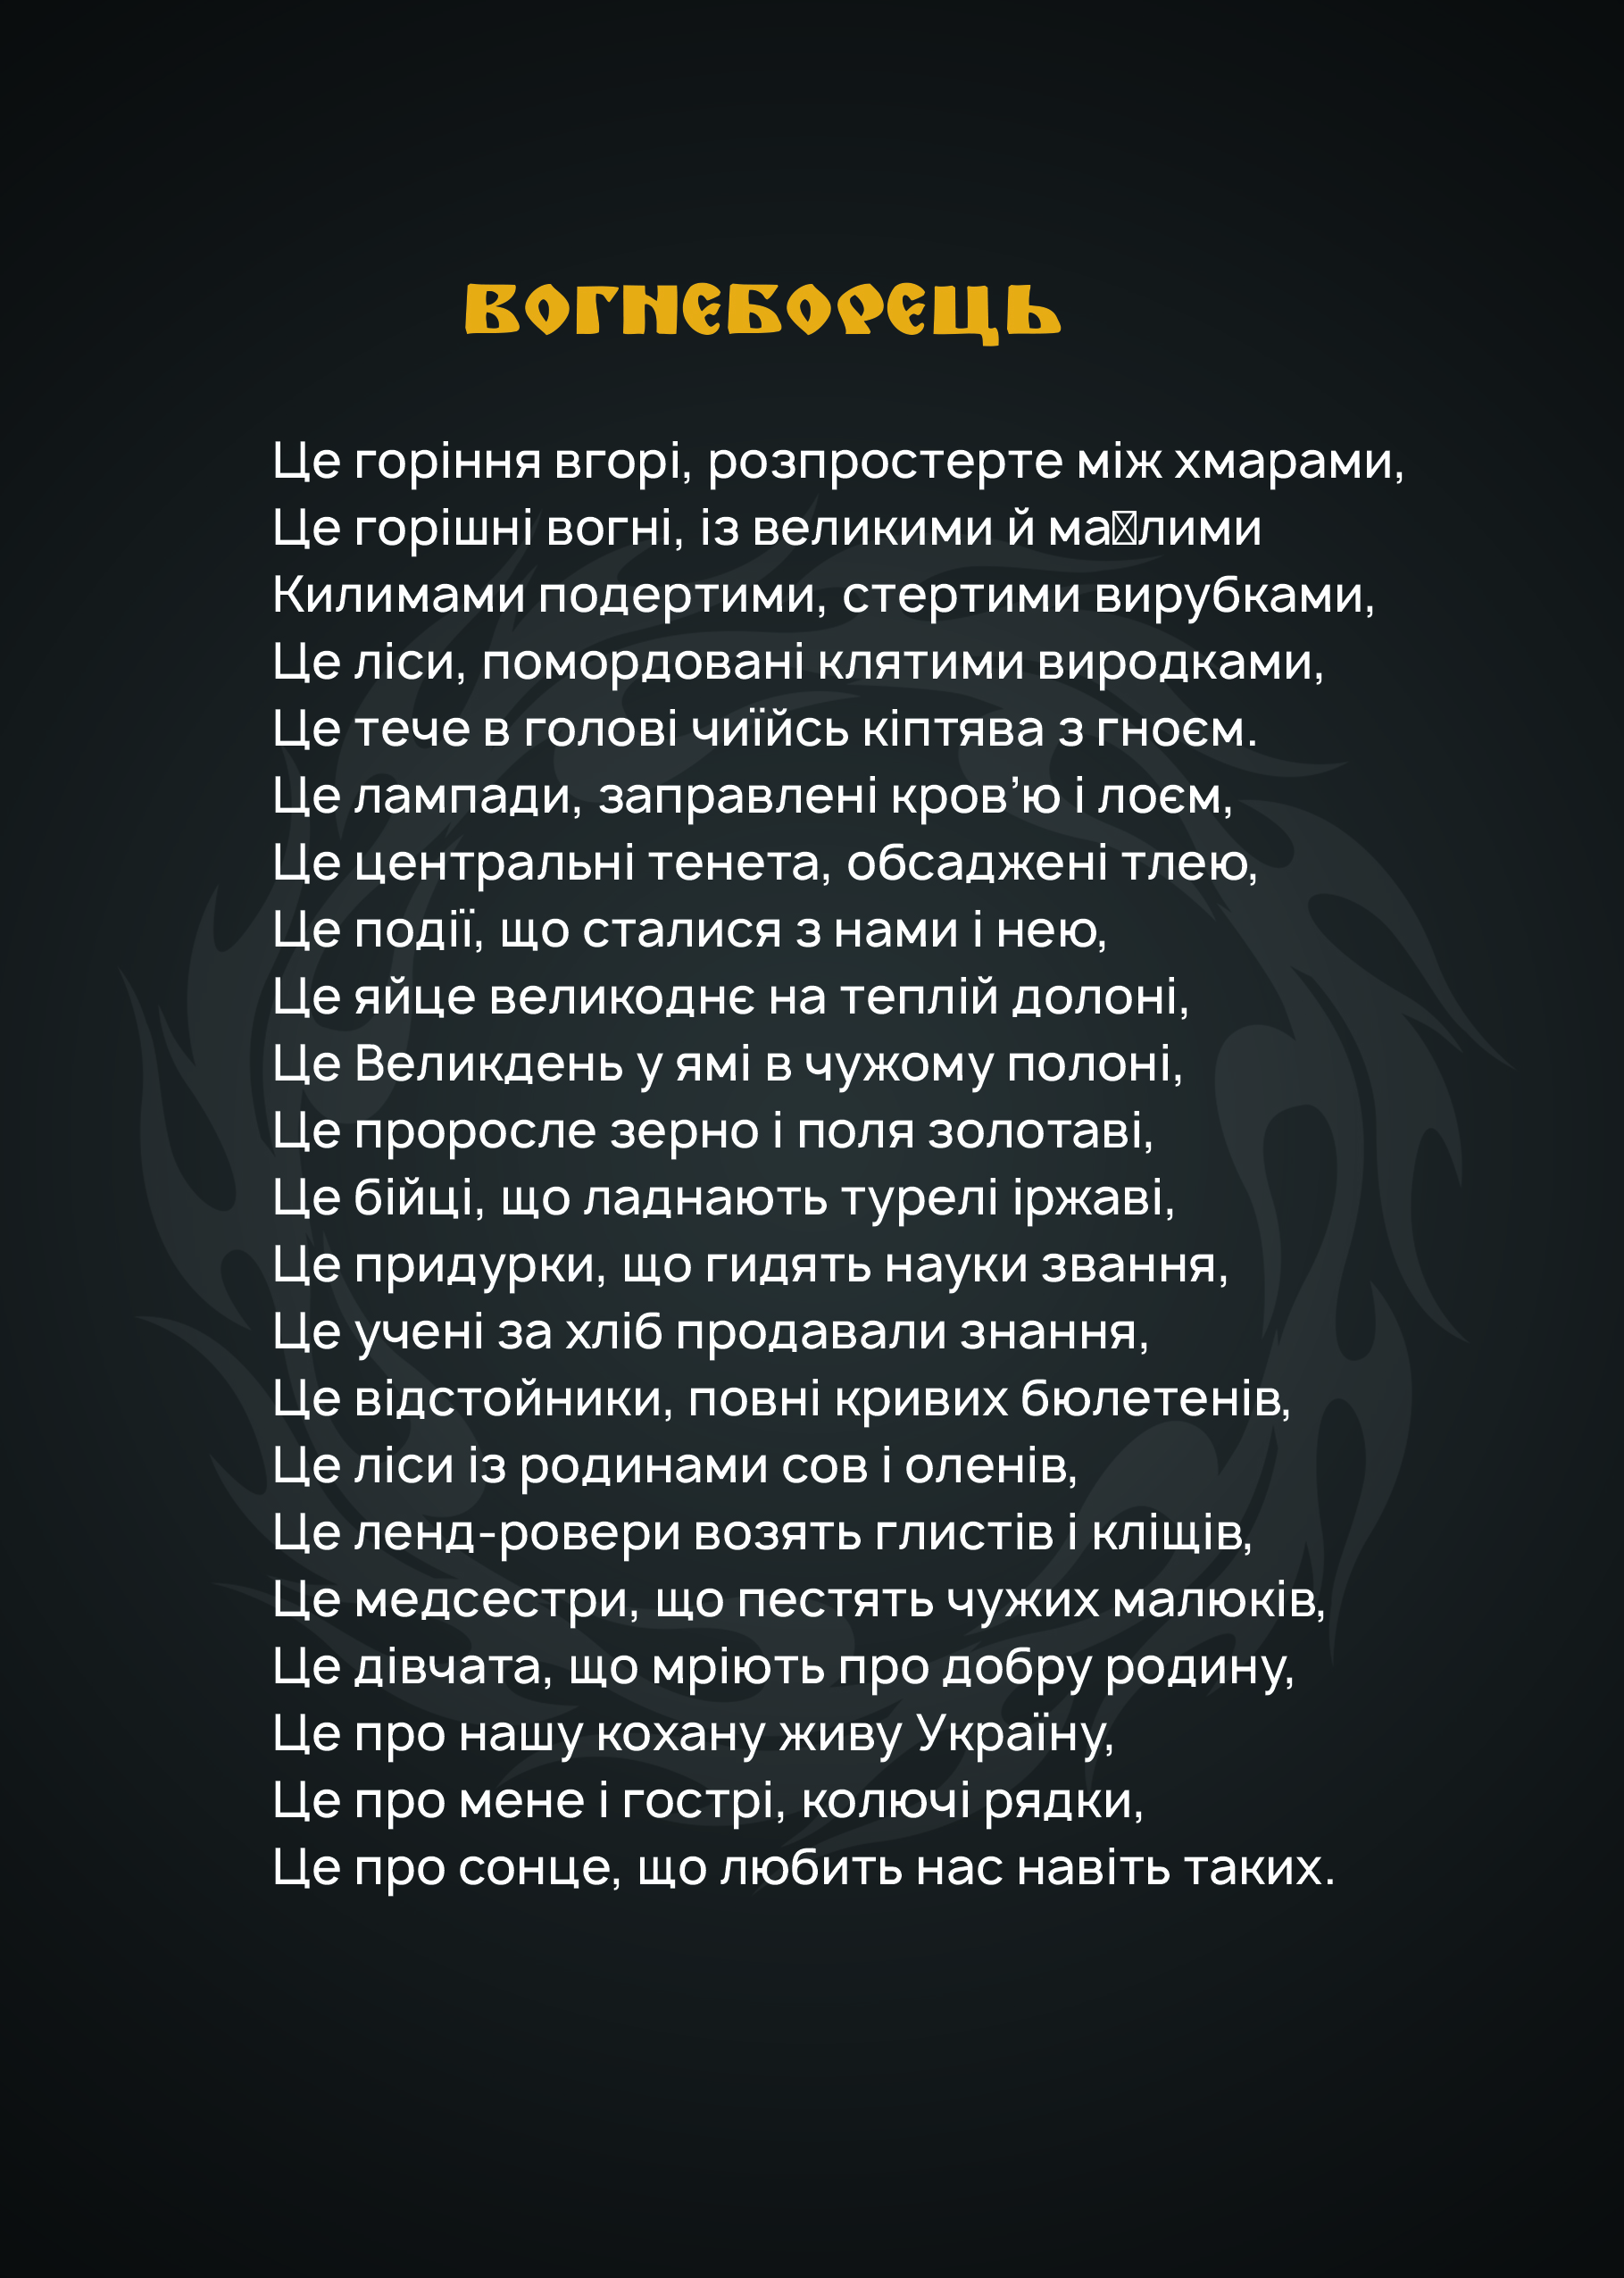 ВОГНЕБОРЕЦЬ
Це горіння вгорі, розпростерте між хмарами,
Це горішні вогні, із великими й ма́лими
Килимами подертими, стертими вирубками,
Це ліси, помордовані клятими виродками,
Це тече в голові чиїйсь кіптява з гноєм.
Це лампади, заправлені кров’ю і лоєм,
Це центральні тенета, обсаджені тлею,
Це події, що сталися з нами і нею,
Це яйце великоднє на теплій долоні,
Це Великдень у ямі в чужому полоні,
Це проросле зерно і поля золотаві,
Це бійці, що ладнають турелі іржаві,
Це придурки, що гидять науки звання,
Це учені за хліб продавали знання,
Це відстойники, повні кривих бюлетенів,
Це ліси із родинами сов і оленів,
Це ленд-ровери возять глистів і кліщів,
Це медсестри, що пестять чужих малюків,
Це дівчата, що мріють про добру родину,
Це про нашу кохану живу Україну,
Це про мене і гострі, колючі рядки,
Це про сонце, що любить нас навіть таких.